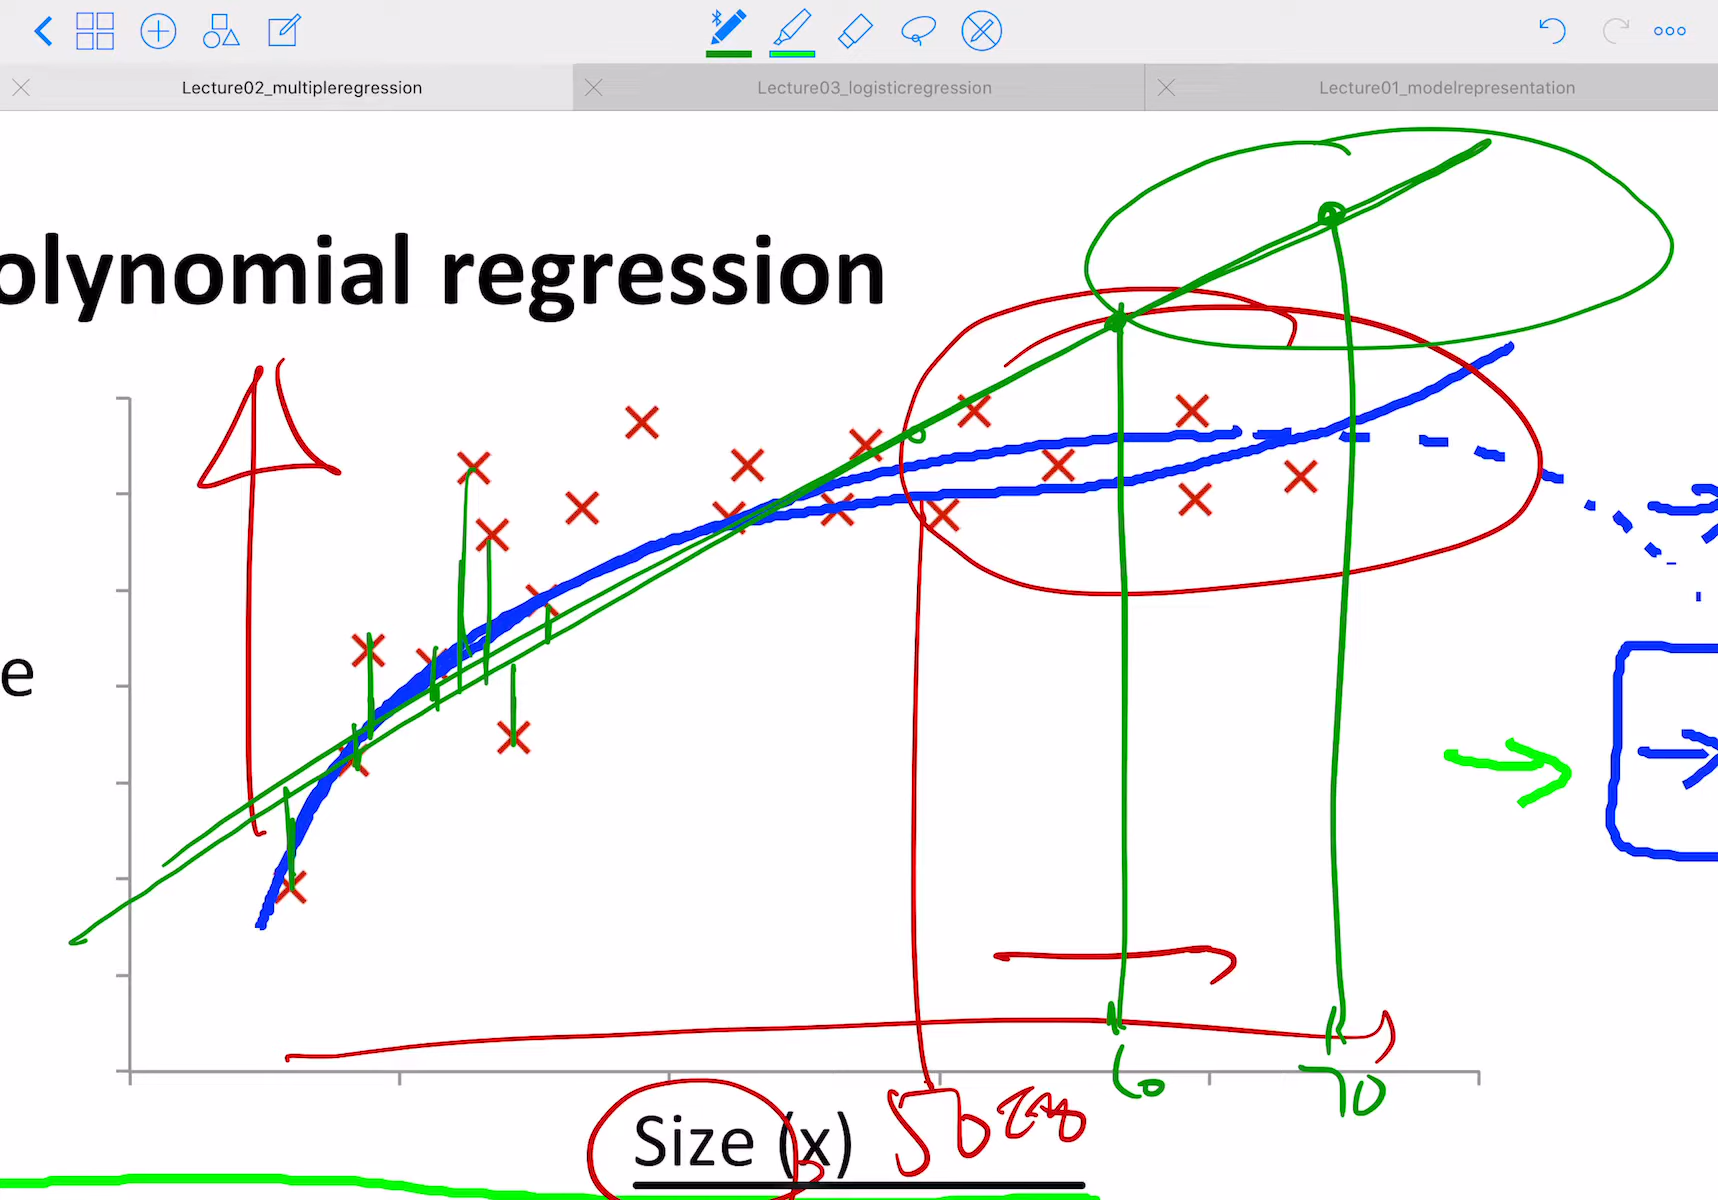 Lecture02_multipleregression
Lecture03_logisticregression
Lecture01_modelrepresentation
olynomial regression
e
60
70
Size (x)
50